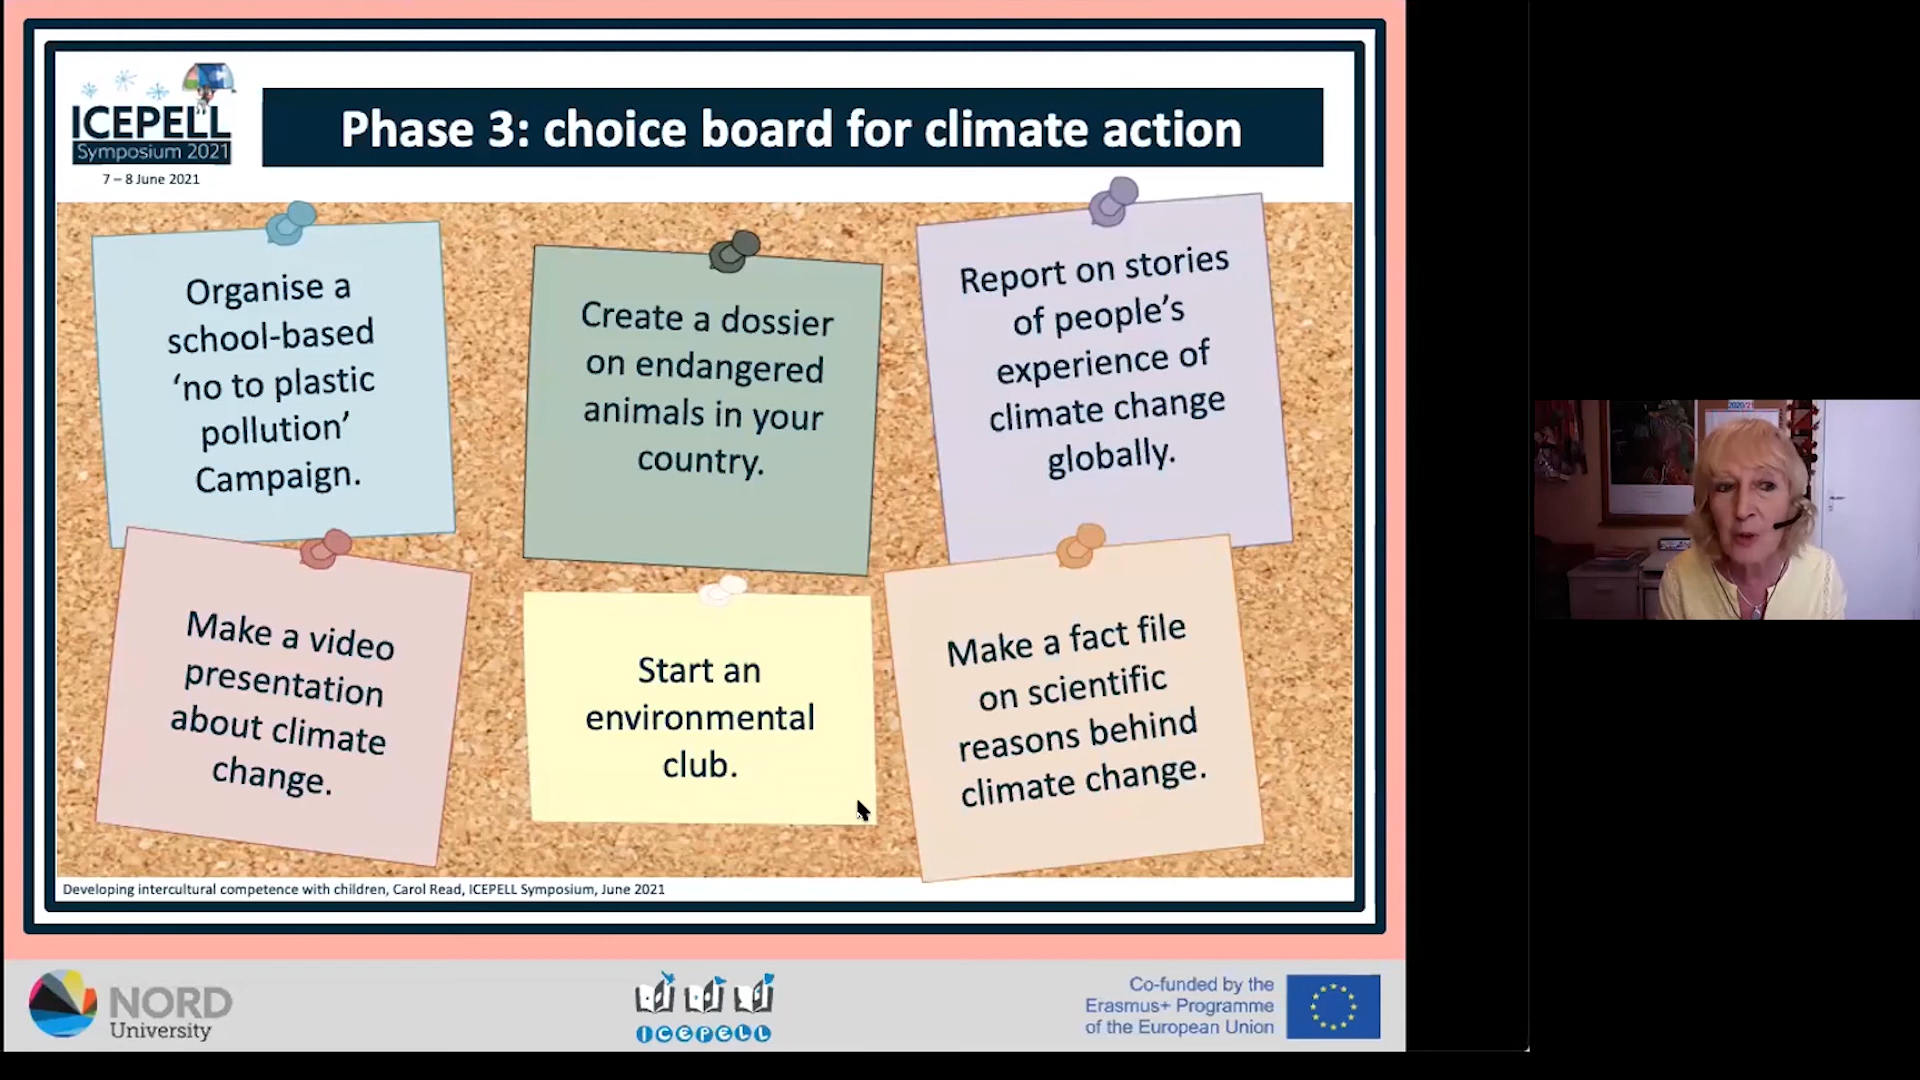 ICEPELL
Symposium 2021
7 – 8 June 2021
Phase 3: choice board for climate action
Organise a
school-based
‘no to plastic
pollution’
Campaign.
Create a dossier
on endangered
animals in your
country.
Report on stories
of people’s
experience of
climate change
globally.
Make a video
presentation
about climate
change.
Start an
environmental
club.
Make a fact file
on scientific
reasons behind
climate change.
Developing intercultural competence with children, Carol Read, ICEPELL Symposium, June 2021
NORD
University
ICEPELL
Co-funded by the
Erasmus+ Programme
of the European Union
2020/21